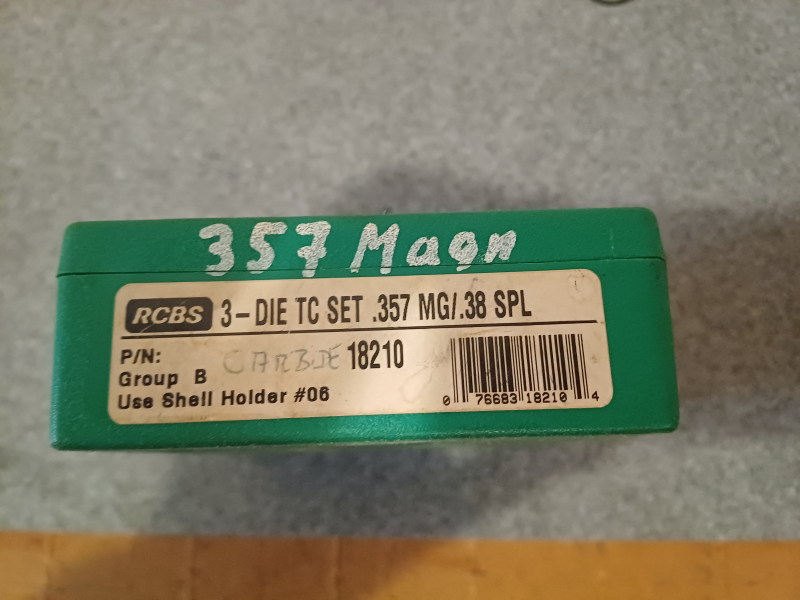 357 Magn
RCBS 3-DIE TC SET .357 MG/.38 SPL
P/N: CARBIDE 18210
Group B
Use Shell Holder #06
0 76683 18210 4